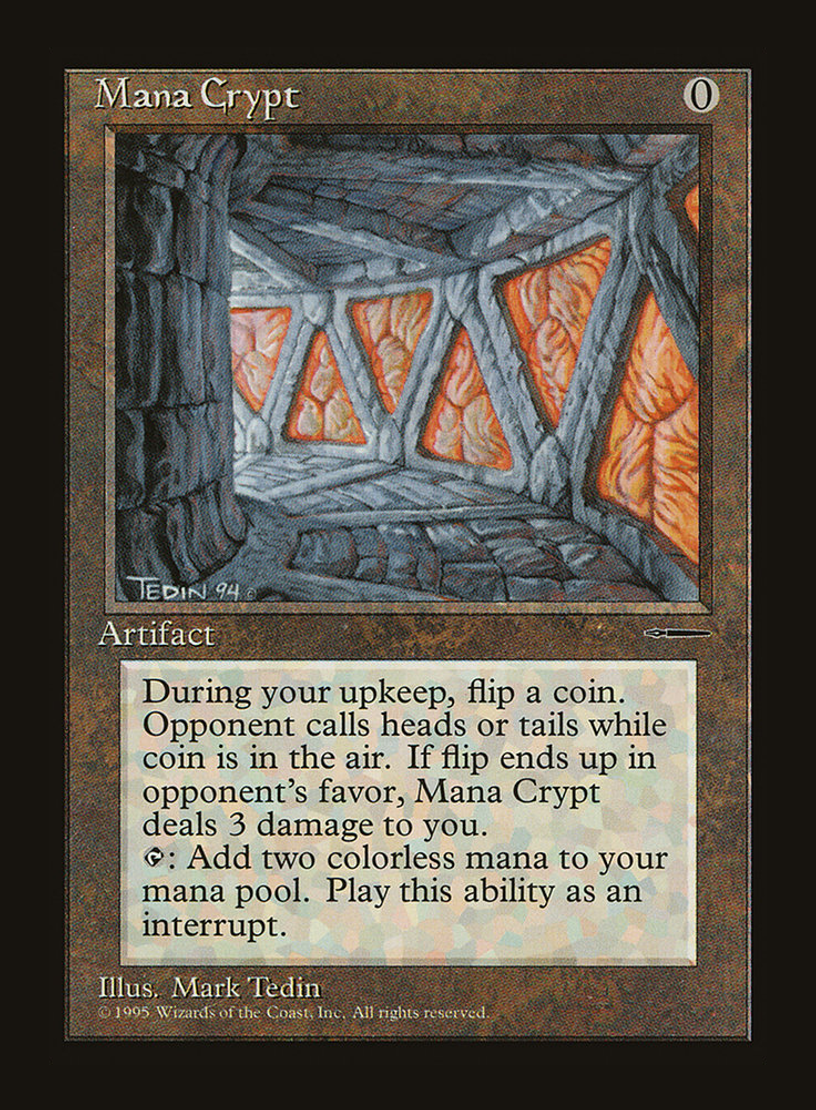 Mana Crypt
0
TEDIN 94 ©
Artifact
During your upkeep, flip a coin.
Opponent calls heads or tails while
coin is in the air. If flip ends up in
opponent's favor, Mana Crypt
deals 3 damage to you.
: Add two colorless mana to your
mana pool. Play this ability as an
interrupt.
Illus. Mark Tedin
© 1995 Wizards of the Coast, Inc. All rights reserved.